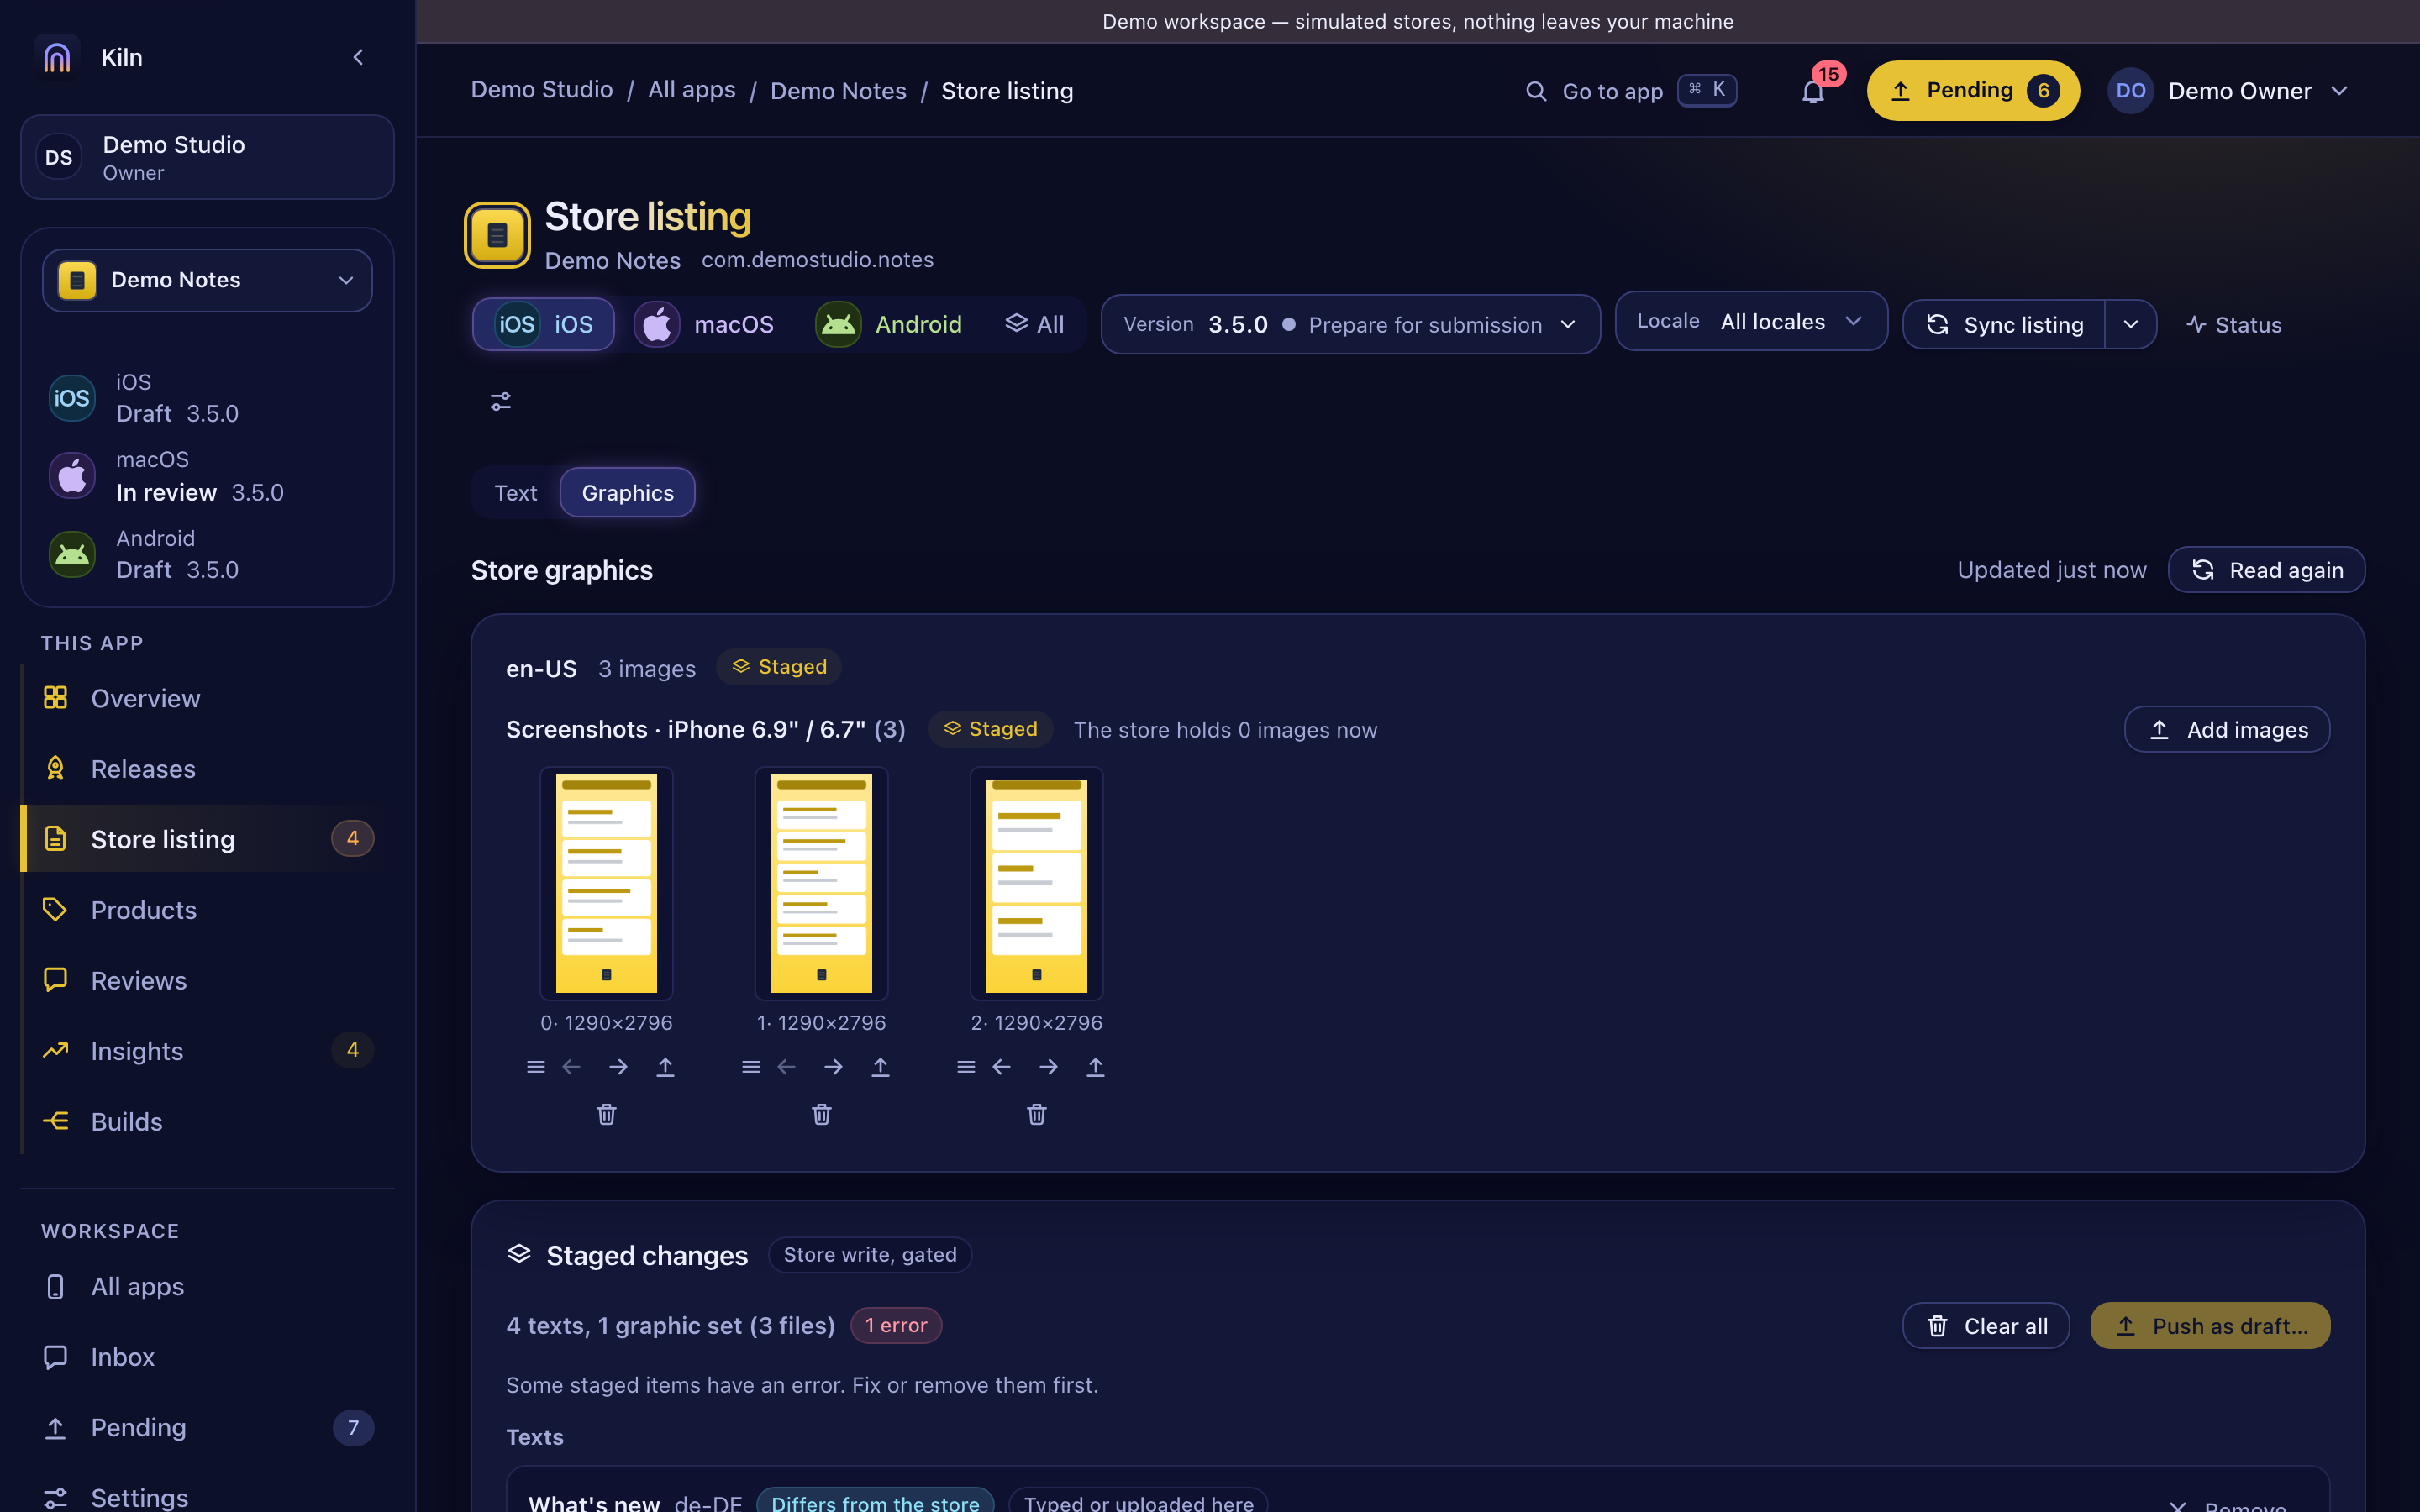 Demo workspace — simulated stores, nothing leaves your machine
Kiln
DS
Demo Studio
Owner
Demo Notes
iOS
iOS
Draft 3.5.0
macOS
In review 3.5.0
Android
Draft 3.5.0
THIS APP
Overview
Releases
Store listing 4
Products
Reviews
Insights 4
Builds
WORKSPACE
All apps
Inbox
Pending 7
Settings
Demo Studio / All apps / Demo Notes / Store listing
Go to app ⌘ K
15
Pending 6
DO Demo Owner
Store listing
Demo Notes com.demostudio.notes
iOS iOS macOS Android All
Version 3.5.0 Prepare for submission
Locale All locales
Sync listing
Status
Text Graphics
Store graphics
Updated just now Read again
en-US 3 images Staged
Screenshots · iPhone 6.9" / 6.7" (3) Staged The store holds 0 images now
Add images
0· 1290×2796
1· 1290×2796
2· 1290×2796
Staged changes Store write, gated
4 texts, 1 graphic set (3 files) 1 error
Clear all Push as draft...
Some staged items have an error. Fix or remove them first.
Texts
What's new de-DE Differs from the store Typed or uploaded here
Remove